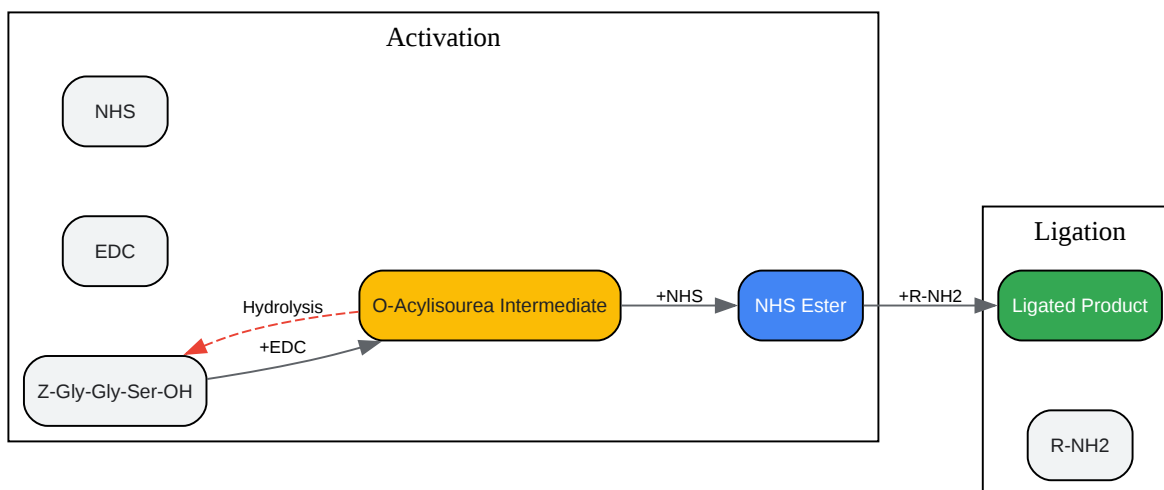 Activation
NHS
EDC
Hydrolysis
+EDC
Z-Gly-Gly-Ser-OH
O-Acylisourea Intermediate
+NHS
NHS Ester
+R-NH2
Ligation
Ligated Product
R-NH2